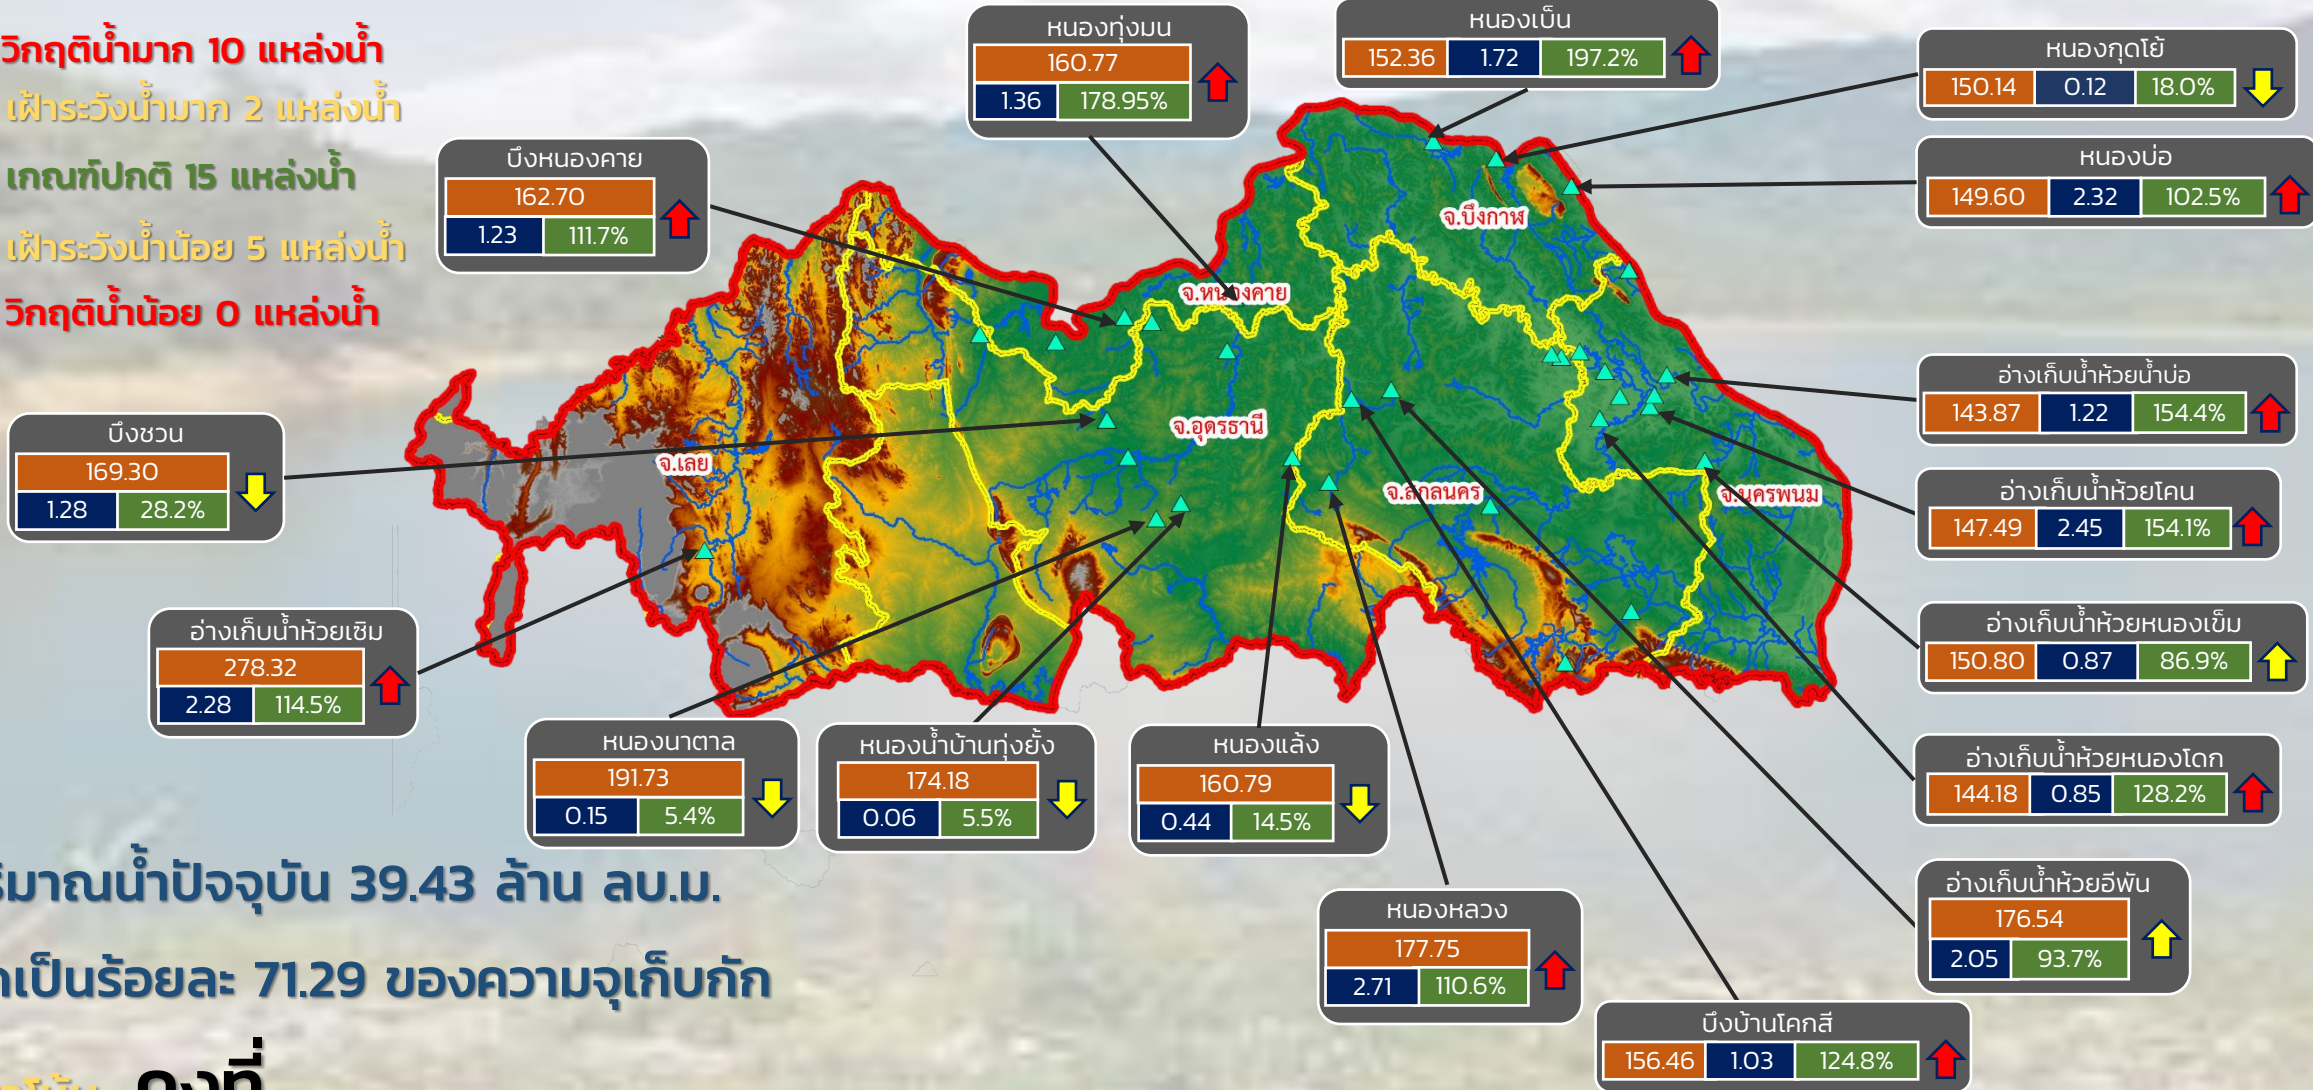 วิกฤติน้ำมาก 10 แหล่งน้ำ
เฝ้าระวังน้ำมาก 2 แหล่งน้ำ
เกณฑ์ปกติ 15 แหล่งน้ำ
เฝ้าระวังน้ำน้อย 5 แหล่งน้ำ
วิกฤติน้ำน้อย 0 แหล่งน้ำ
หนองทุ่งมน
160.77
1.36 178.95%
หนองเบ็น
152.36 1.72 197.2%
หนองกุดโย้
150.14 0.12 18.0%
หนองบ่อ
149.60 2.32 102.5%
บึงหนองคาย
162.70
1.23 111.7%
จ.บึงกาฬ
จ.หนองคาย
จ.อุดรธานี
จ.เลย
จ.สกลนคร
จ.นครพนม
บึงชวน
169.30
1.28 28.2%
อ่างเก็บน้ำห้วยน้ำบ่อ
143.87 1.22 154.4%
อ่างเก็บน้ำห้วยโคน
147.49 2.45 154.1%
อ่างเก็บน้ำห้วยหนองเข็ม
150.80 0.87 86.9%
อ่างเก็บน้ำห้วยหนองโดก
144.18 0.85 128.2%
อ่างเก็บน้ำห้วยอีพัน
176.54
2.05 93.7%
อ่างเก็บน้ำห้วยเซิม
278.32
2.28 114.5%
หนองนาตาล
191.73
0.15 5.4%
หนองน้ำบ้านทุ่งยั้ง
174.18
0.06 5.5%
หนองแล้ง
160.79
0.44 14.5%
หนองหลวง
177.75
2.71 110.6%
บึงบ้านโคกสี
156.46 1.03 124.8%
ริมาณน้ำปัจจุบัน 39.43 ล้าน ลบ.ม.
ดเป็นร้อยละ 71.29 ของความจุเก็บกัก
คงที่